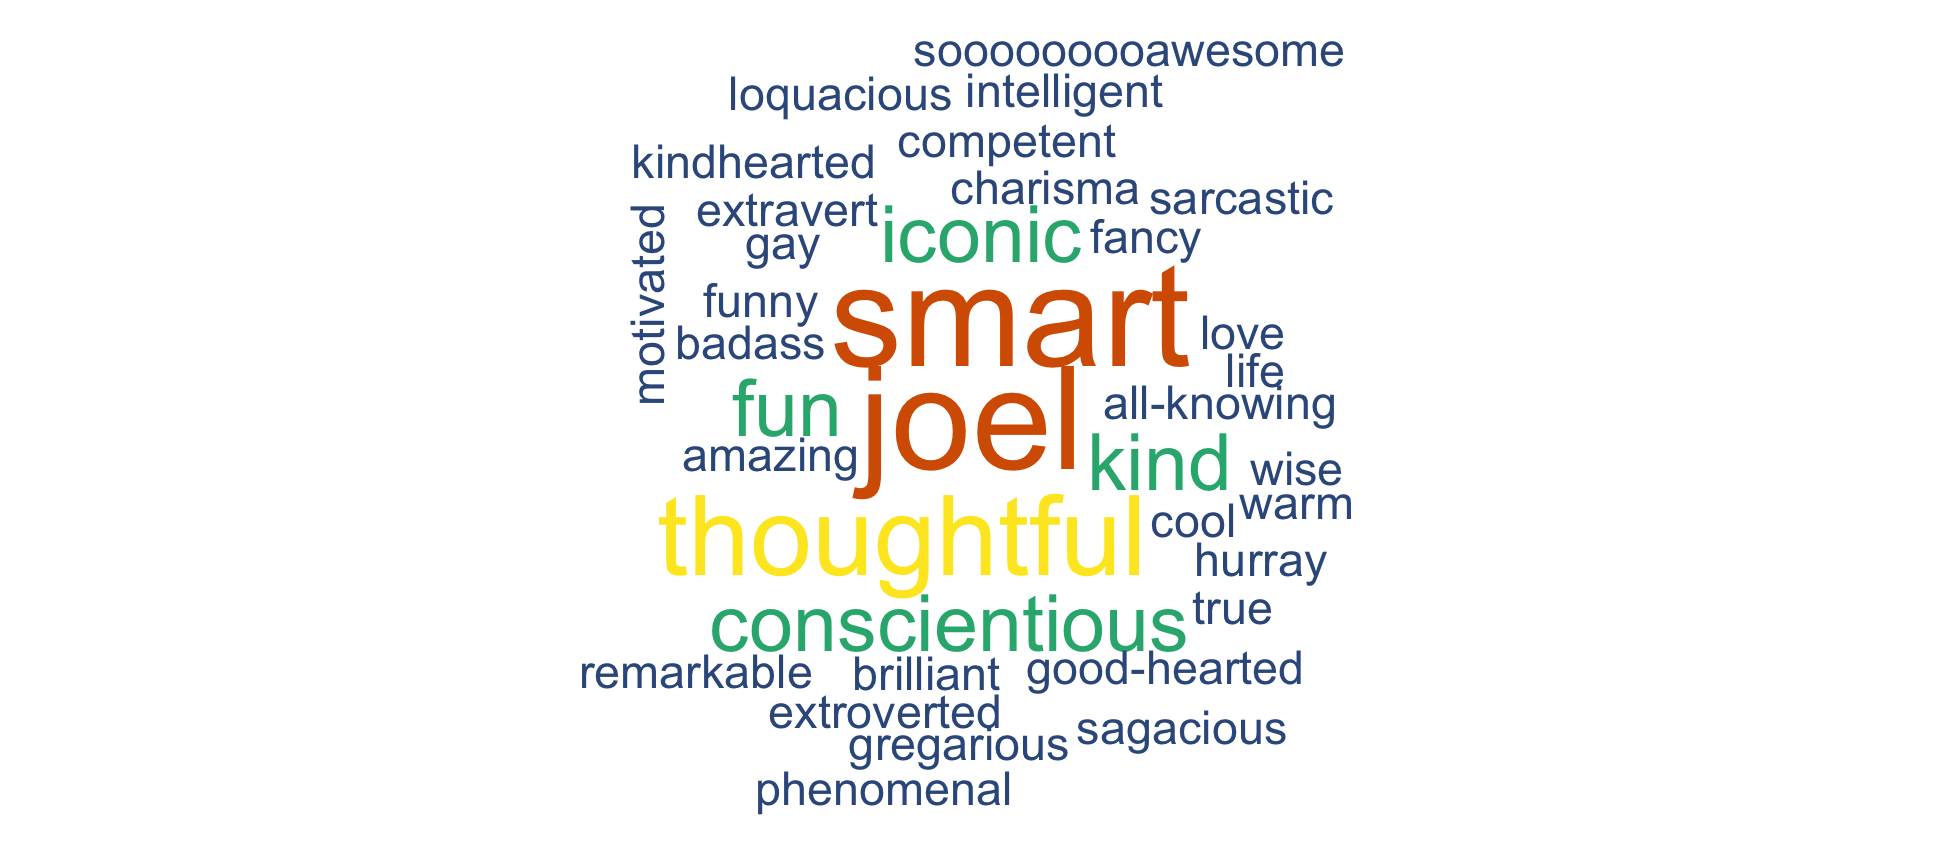 sooooooooawesome
loquacious intelligent
competent
kindhearted
charisma sarcastic
extravert
iconic fancy
gay
motivated
funny smart
badass love
life
fun joel all-knowing
amazing kind wise
warm
thoughtful cool
hurray
conscientious true
remarkable brilliant good-hearted
extroverted sagacious
gregarious
phenomenal